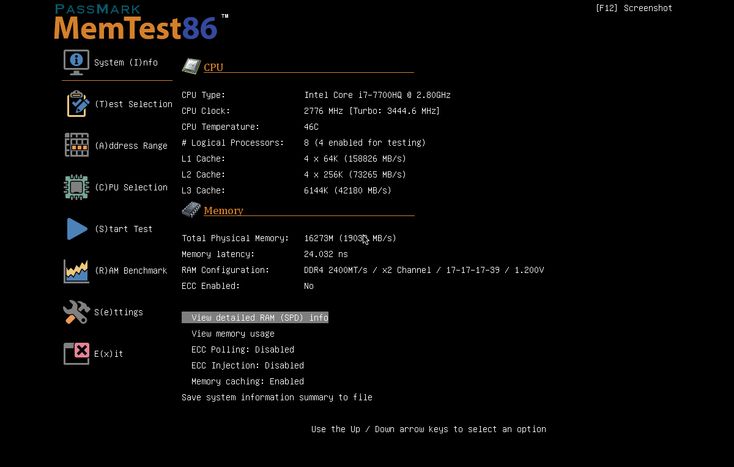 PASSMARK
MemTest86™
[F12] Screenshot
System (I)nfo
(T)est Selection
(A)ddress Range
(C)PU Selection
(S)tart Test
(R)AM Benchmark
S(e)ttings
E(x)it
CPU
CPU Type: Intel Core i7-7700HQ @ 2.80GHz
CPU Clock: 2776 MHz [Turbo: 3444.6 MHz]
CPU Temperature: 46C
# Logical Processors: 8 (4 enabled for testing)
L1 Cache: 4 x 64K (158826 MB/s)
L2 Cache: 4 x 256K (73265 MB/s)
L3 Cache: 6144K (42180 MB/s)
Memory
Total Physical Memory: 16273M MB/s)
Memory latency: 24.032 ns
RAM Configuration: DDR4 2400MT/s / x2 Channel / 17-17-17-39 / 1.200V
ECC Enabled: No
View detailed RAM (SPD) info
View memory usage
ECC Polling: Disabled
ECC Injection: Disabled
Memory caching: Enabled
Save system information summary to file
Use the Up / Down arrow keys to select an option